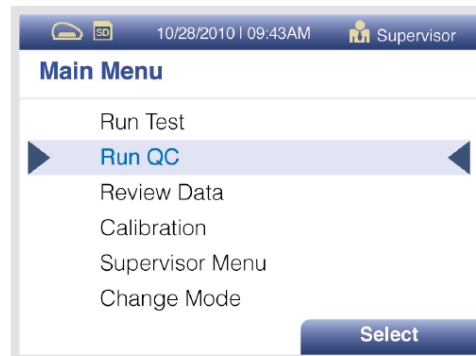 SD 10/28/2010 | 09:43AM Supervisor
Main Menu
Run Test
Run QC
Review Data
Calibration
Supervisor Menu
Change Mode
Select